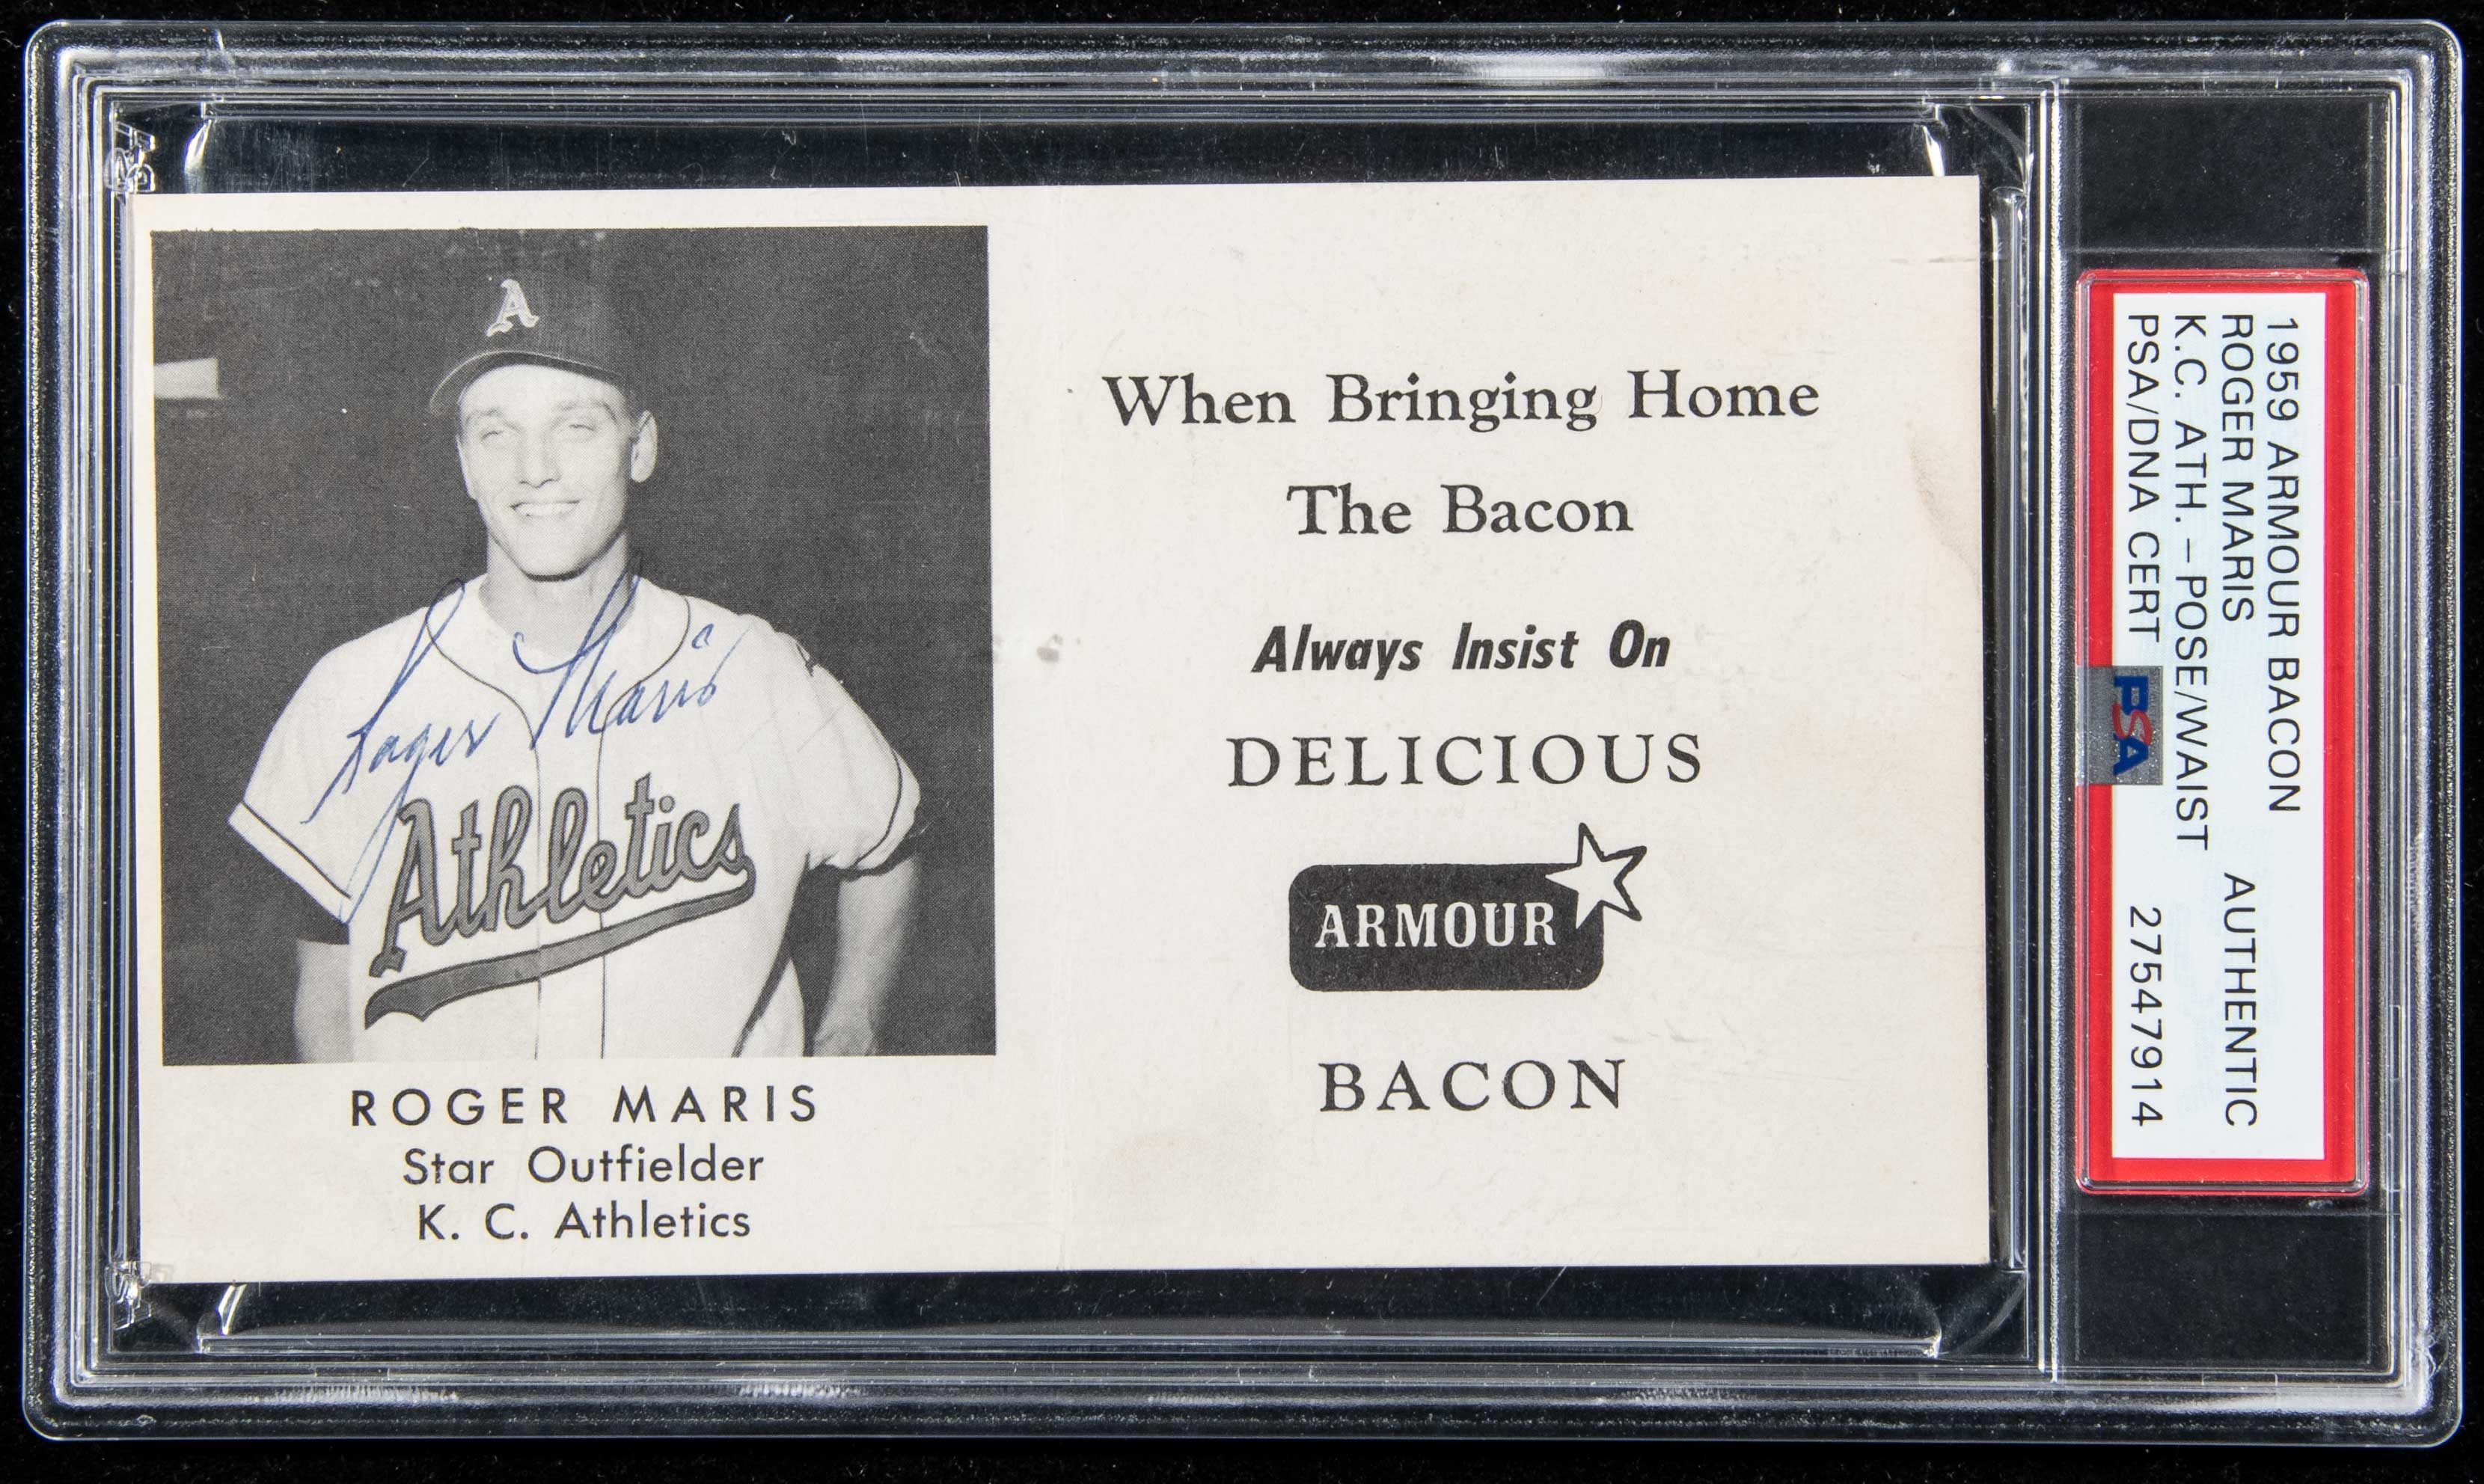 A
Roger Maris
Athletics
ROGER MARIS
Star Outfielder
K. C. Athletics
When Bringing Home
The Bacon
Always Insist On
DELICIOUS
ARMOUR
BACON
1959 ARMOUR BACON
ROGER MARIS AUTHENTIC
K.C. ATH. - POSE/WAIST
PSA/DNA CERT 27547914
PSA